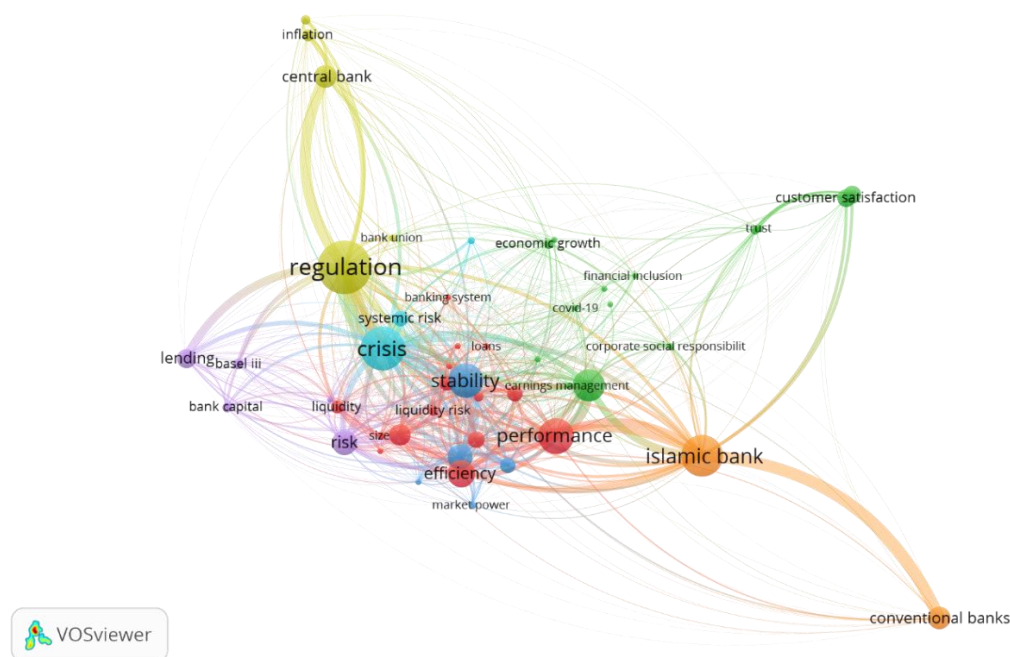 inflation
central bank
customer satisfaction
trust
bank union
economic growth
regulation
financial inclusion
banking system
covid-19
systemic risk
crisis
loans
corporate social responsibilit
lending
basel iii
stability
earnings management
bank capital
liquidity
liquidity risk
size
performance
risk
islamic bank
efficiency
market power
conventional banks
VOSviewer